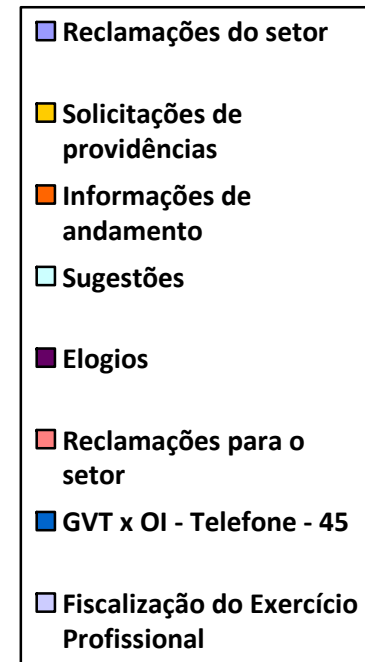 Reclamações do setor
Solicitações de
providências
Informações de
andamento
Sugestões
Elogios
Reclamações para o
setor
GVT x OI - Telefone - 45
Fiscalização do Exercício
Profissional